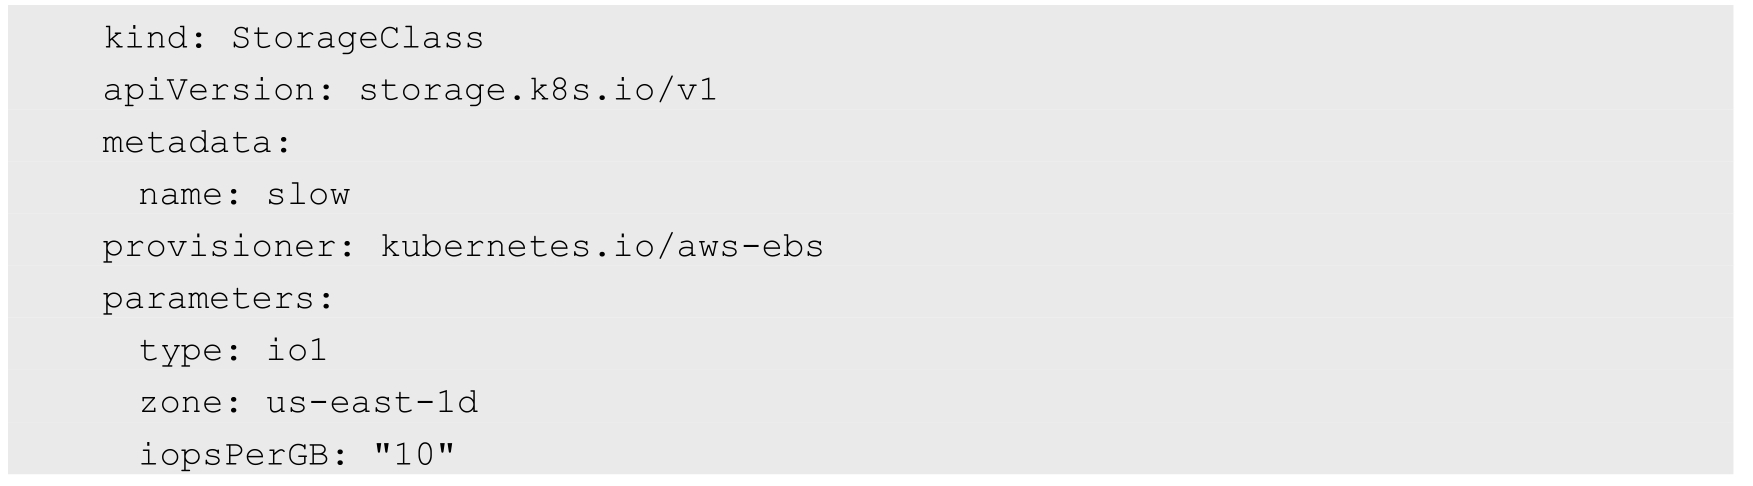 kind: StorageClass
apiVersion: storage.k8s.io/v1
metadata:
  name: slow
provisioner: kubernetes.io/aws-ebs
parameters:
  type: io1
  zone: us-east-1d
  iopsPerGB: "10"